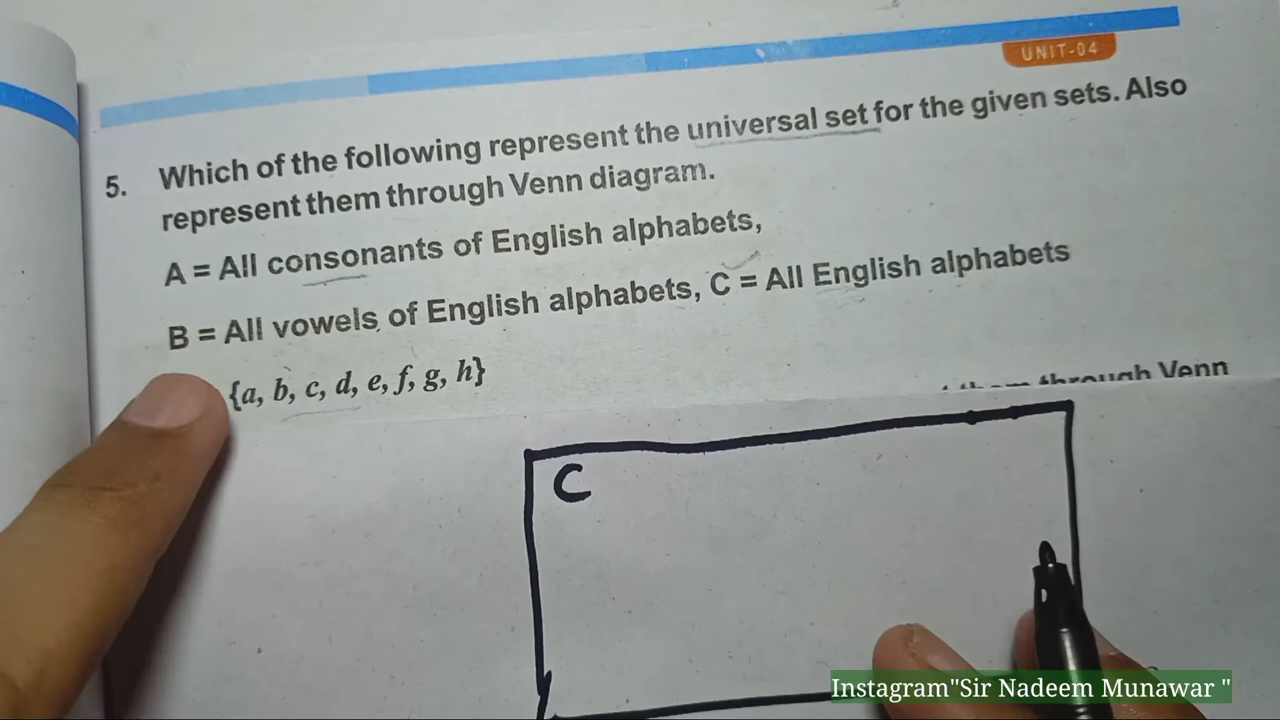 UNIT-04
5. Which of the following represent the universal set for the given sets. Also
represent them through Venn diagram.
A = All consonants of English alphabets,
B = All vowels of English alphabets, C = All English alphabets
{a, b, c, d, e, f, g, h}
them through Venn
C
Instagram"Sir Nadeem Munawar "